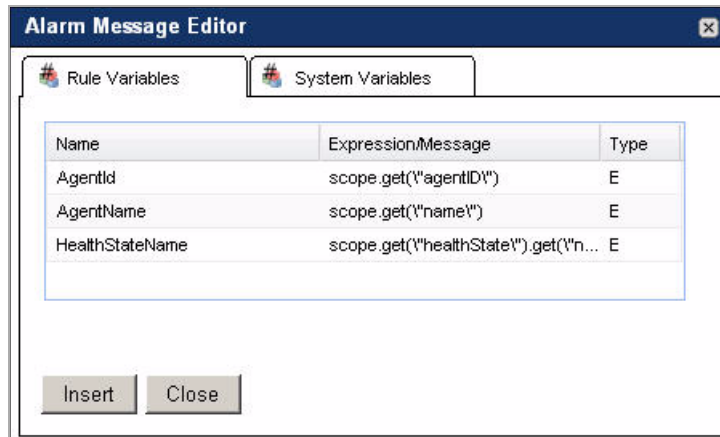 Alarm Message Editor
Rule Variables System Variables
Name Expression/Message Type
AgentId scope.get(\"agentID\") E
AgentName scope.get(\"name\") E
HealthStateName scope.get(\"healthState\").get(\"n... E
Insert Close